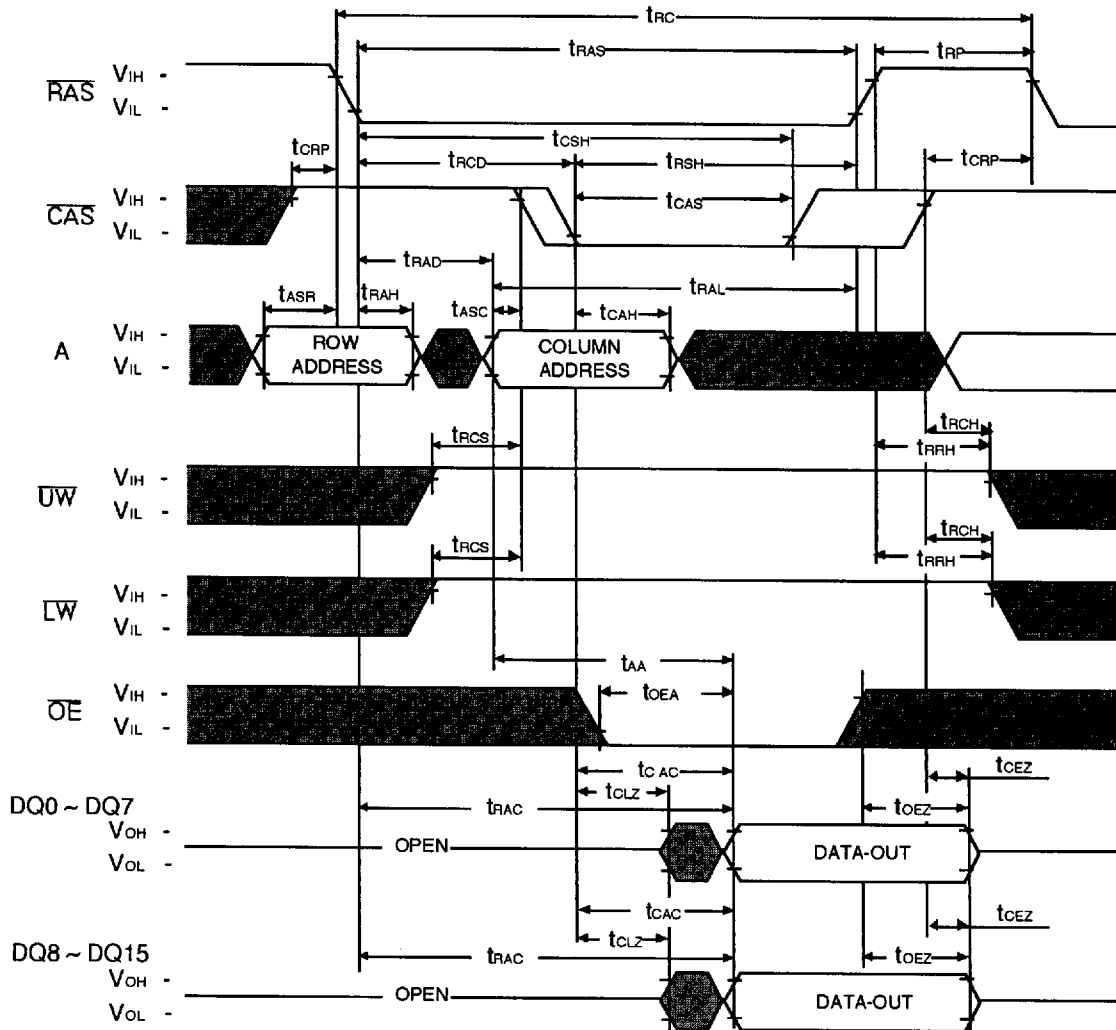 tRC
tRAS tRP
RAS VIH -
VIL -
tCSH
tCRP tRCD tRSH tCRP
CAS VIH -
VIL -
tCAS
tRAD
tRAL
tASR tRAH tASC tCAH
A VIH -
VIL -
ROW ADDRESS
COLUMN ADDRESS
tRCS tRCH
tRRH
UW VIH -
VIL -
tRCS tRCH
tRRH
LW VIH -
VIL -
tAA
tOEA
OE VIH -
VIL -
tCAC tCEZ
tCLZ
DQ0 ~ DQ7 tRAC tOEZ
VOH -
VOL -
OPEN DATA-OUT
tCAC tCEZ
tCLZ
DQ8 ~ DQ15 tRAC tOEZ
VOH -
VOL -
OPEN DATA-OUT